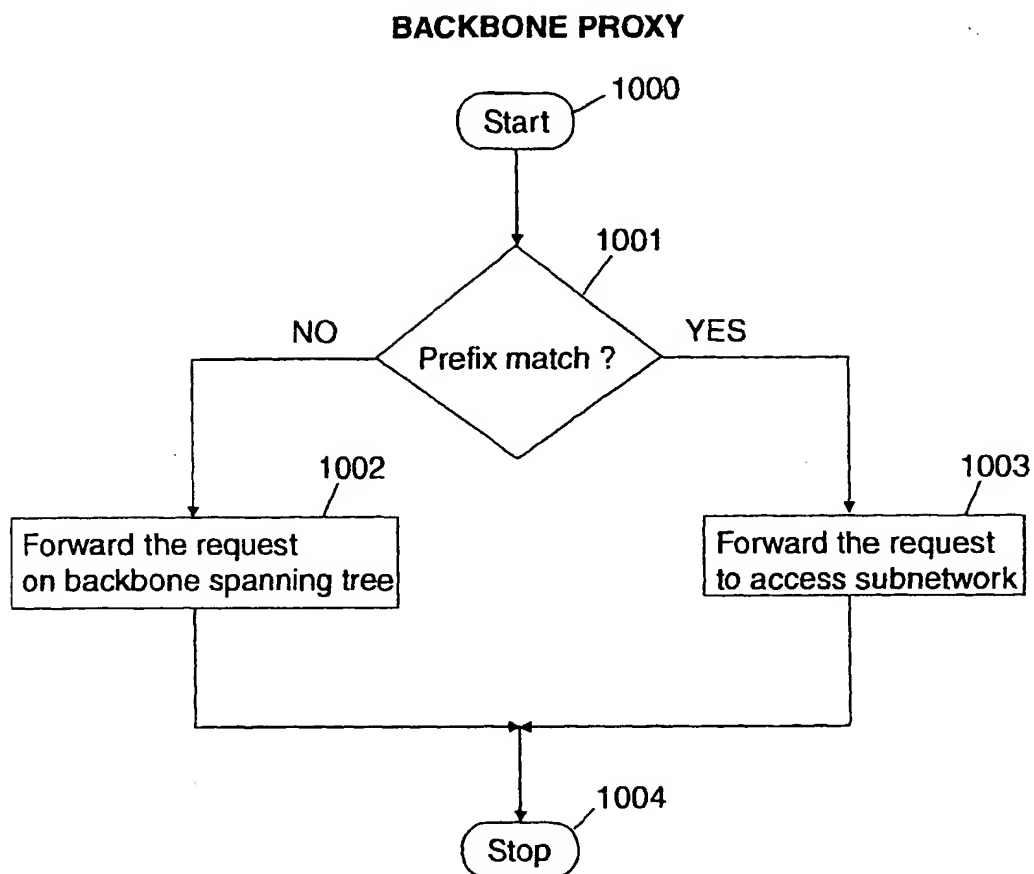 BACKBONE PROXY
1000
Start
1001
NO
YES
Prefix match ?
1002
1003
Forward the request
on backbone spanning tree
Forward the request
to access subnetwork
1004
Stop